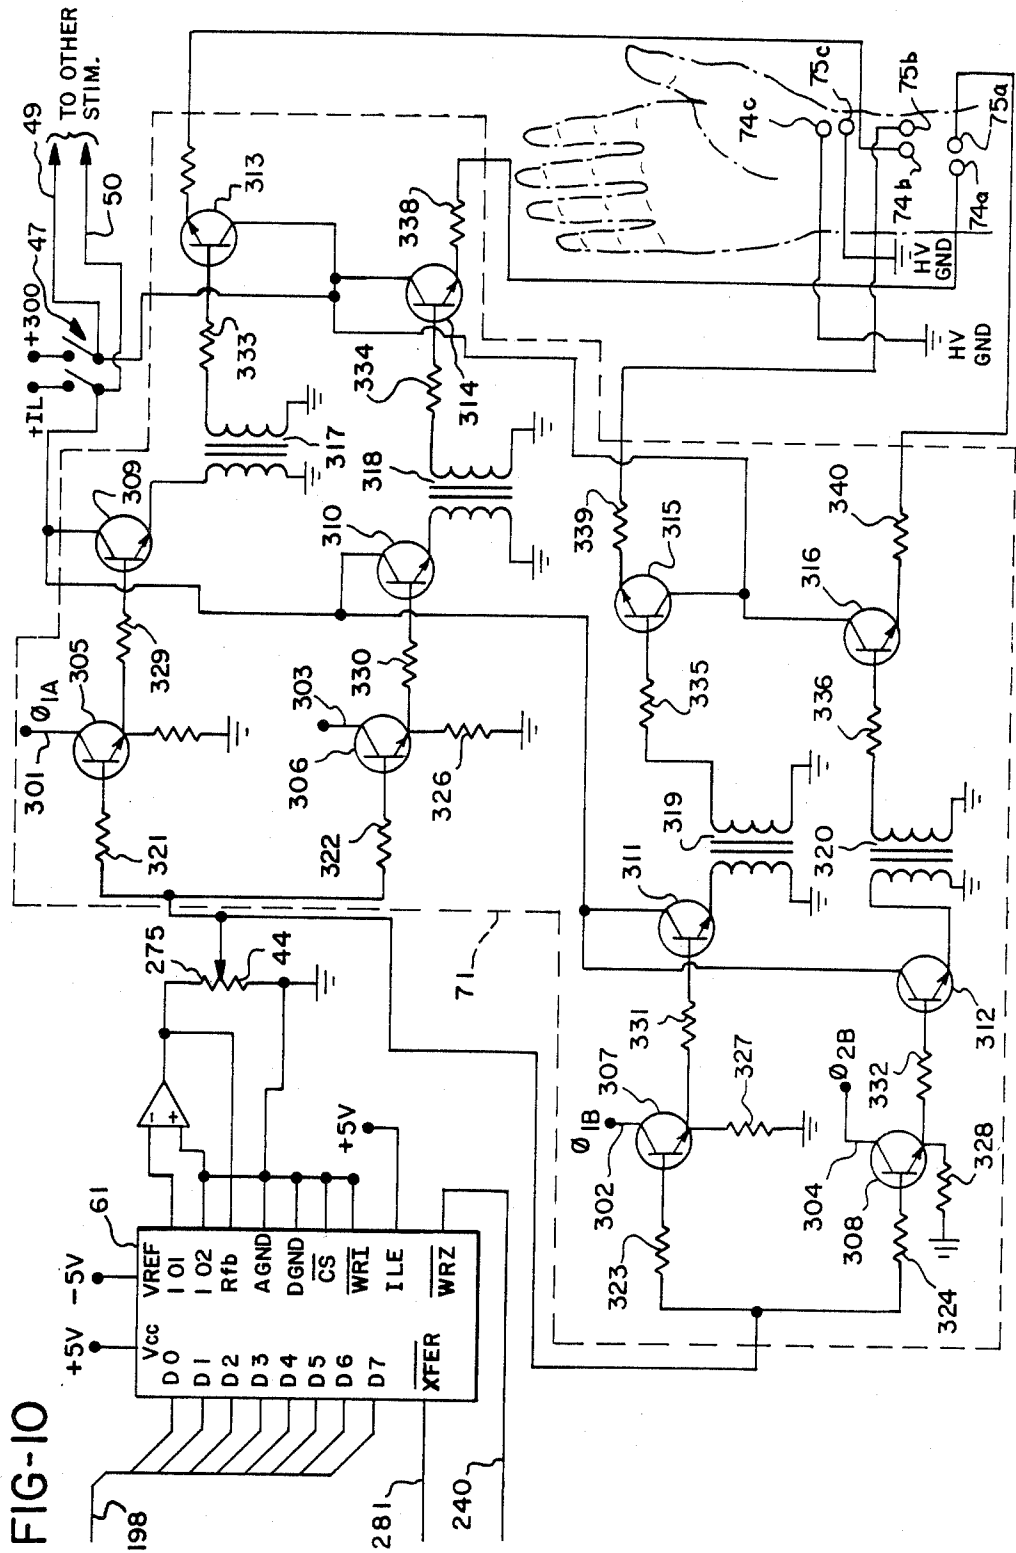 FIG-10
+IL
+300
47
49
TO OTHER
STIM.
50
309
313
317
333
305
Ø1A
301
329
321
310
318
334
314
338
303
306
330
326
322
275
44
71
+5V
-5V
61
Vcc
VREF
D0
IO1
D1
IO2
D2
Rfb
D3
AGND
D4
DGND
D5
CS
D6
WRI
D7
ILE
XFER
WRZ
+5V
198
281
240
74c
75c
74b
75b
74a
75a
HV
GND
HV
GND
339
315
335
319
311
331
307
Ø1B
302
327
323
340
316
336
320
312
332
Ø2B
304
308
328
324